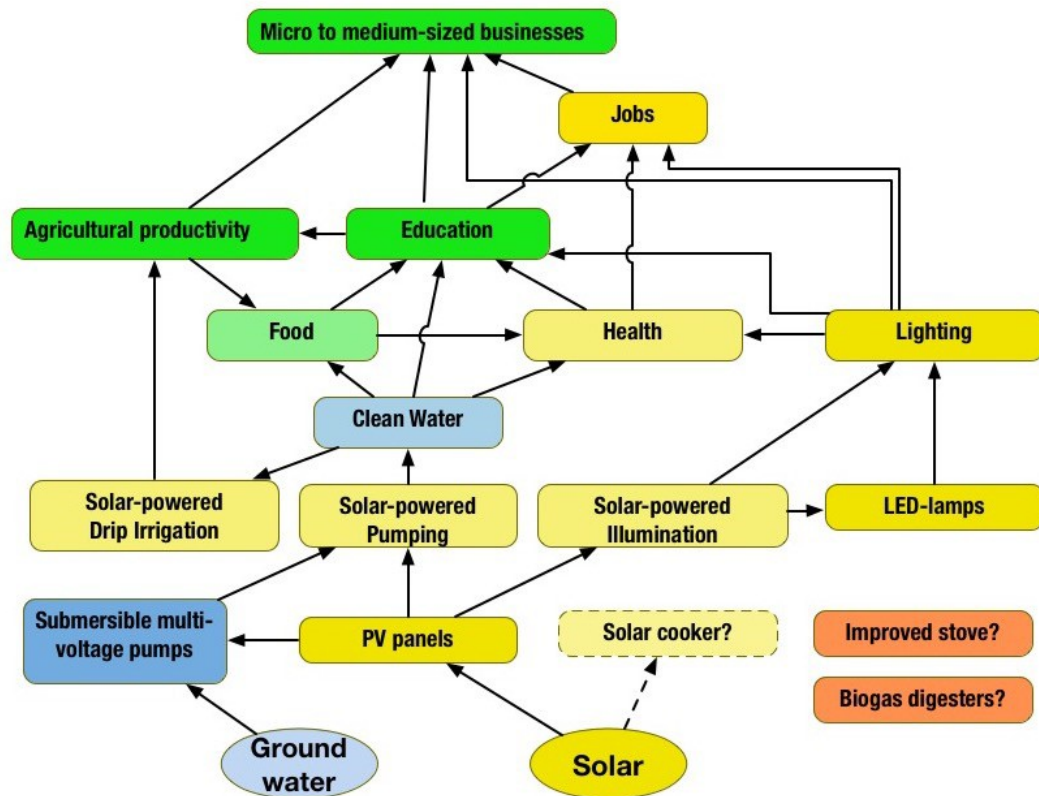 Micro to medium-sized businesses
Jobs
Agricultural productivity
Education
Food
Health
Lighting
Clean Water
Solar-powered
Drip Irrigation
Solar-powered
Pumping
Solar-powered
Illumination
LED-lamps
Submersible multi-
voltage pumps
PV panels
Solar cooker?
Improved stove?
Biogas digesters?
Ground
water
Solar